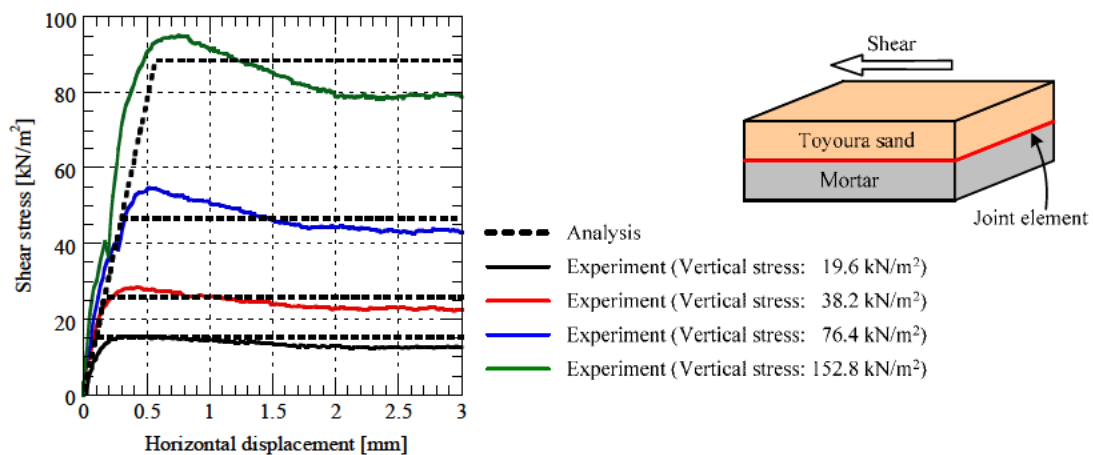 100
80
60
40
20
0
Shear stress [kN/m²]
0 0.5 1 1.5 2 2.5 3
Horizontal displacement [mm]
Analysis
Experiment (Vertical stress: 19.6 kN/m²)
Experiment (Vertical stress: 38.2 kN/m²)
Experiment (Vertical stress: 76.4 kN/m²)
Experiment (Vertical stress: 152.8 kN/m²)
Shear
Toyoura sand
Mortar
Joint element